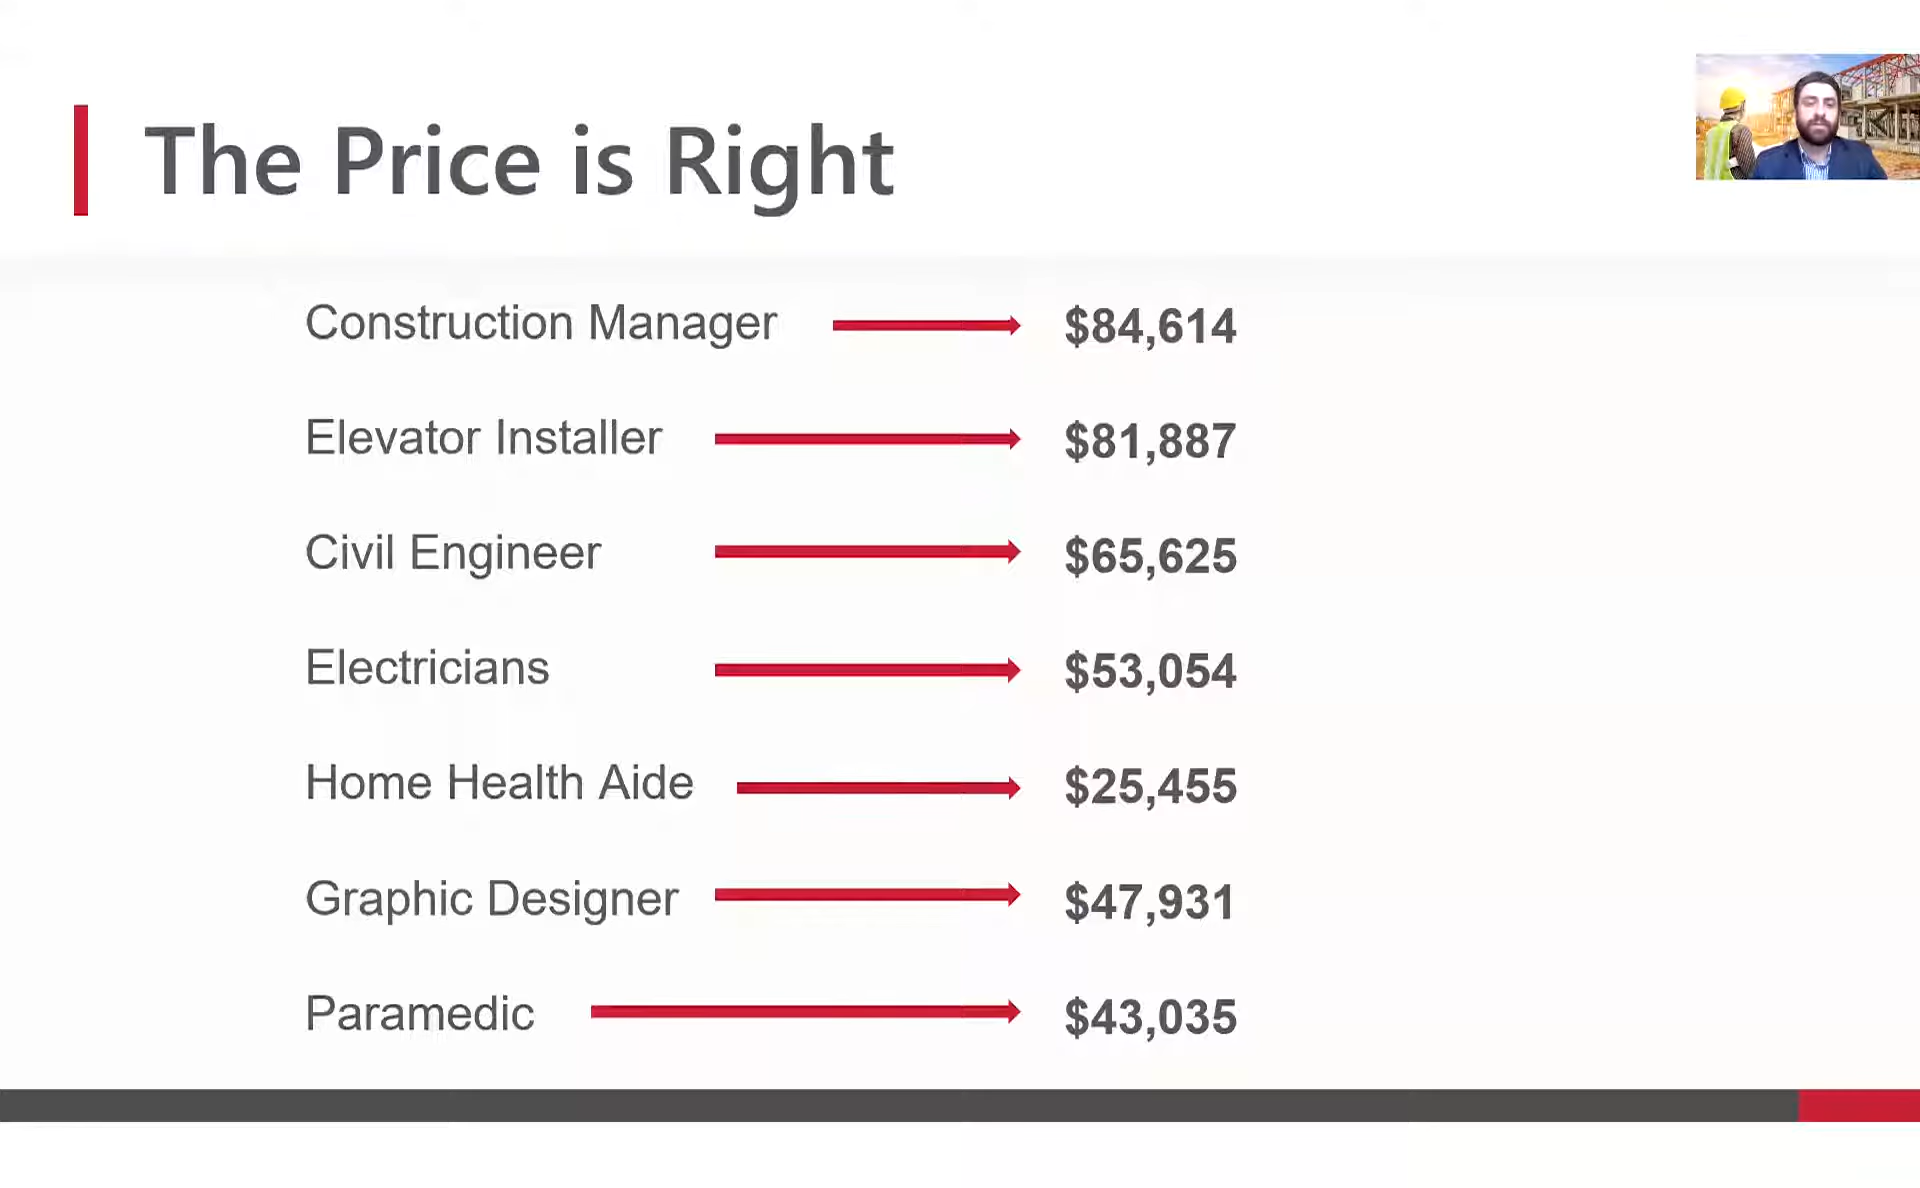 The Price is Right
Construction Manager $84,614
Elevator Installer $81,887
Civil Engineer $65,625
Electricians $53,054
Home Health Aide $25,455
Graphic Designer $47,931
Paramedic $43,035